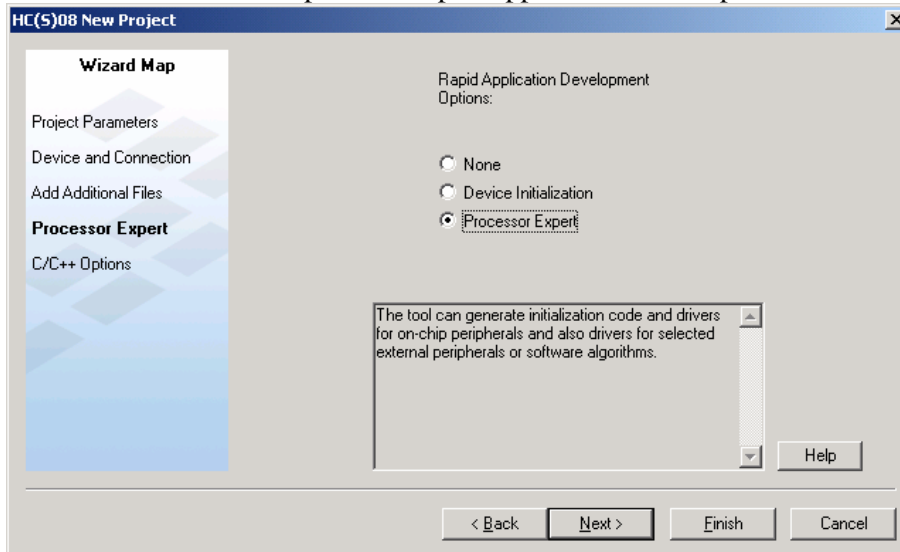 HC(S)08 New Project
Wizard Map
Project Parameters
Device and Connection
Add Additional Files
Processor Expert
C/C++ Options
Rapid Application Development
Options:
None
Device Initialization
Processor Expert
The tool can generate initialization code and drivers
for on-chip peripherals and also drivers for selected
external peripherals or software algorithms.
Help
< Back
Next >
Finish
Cancel